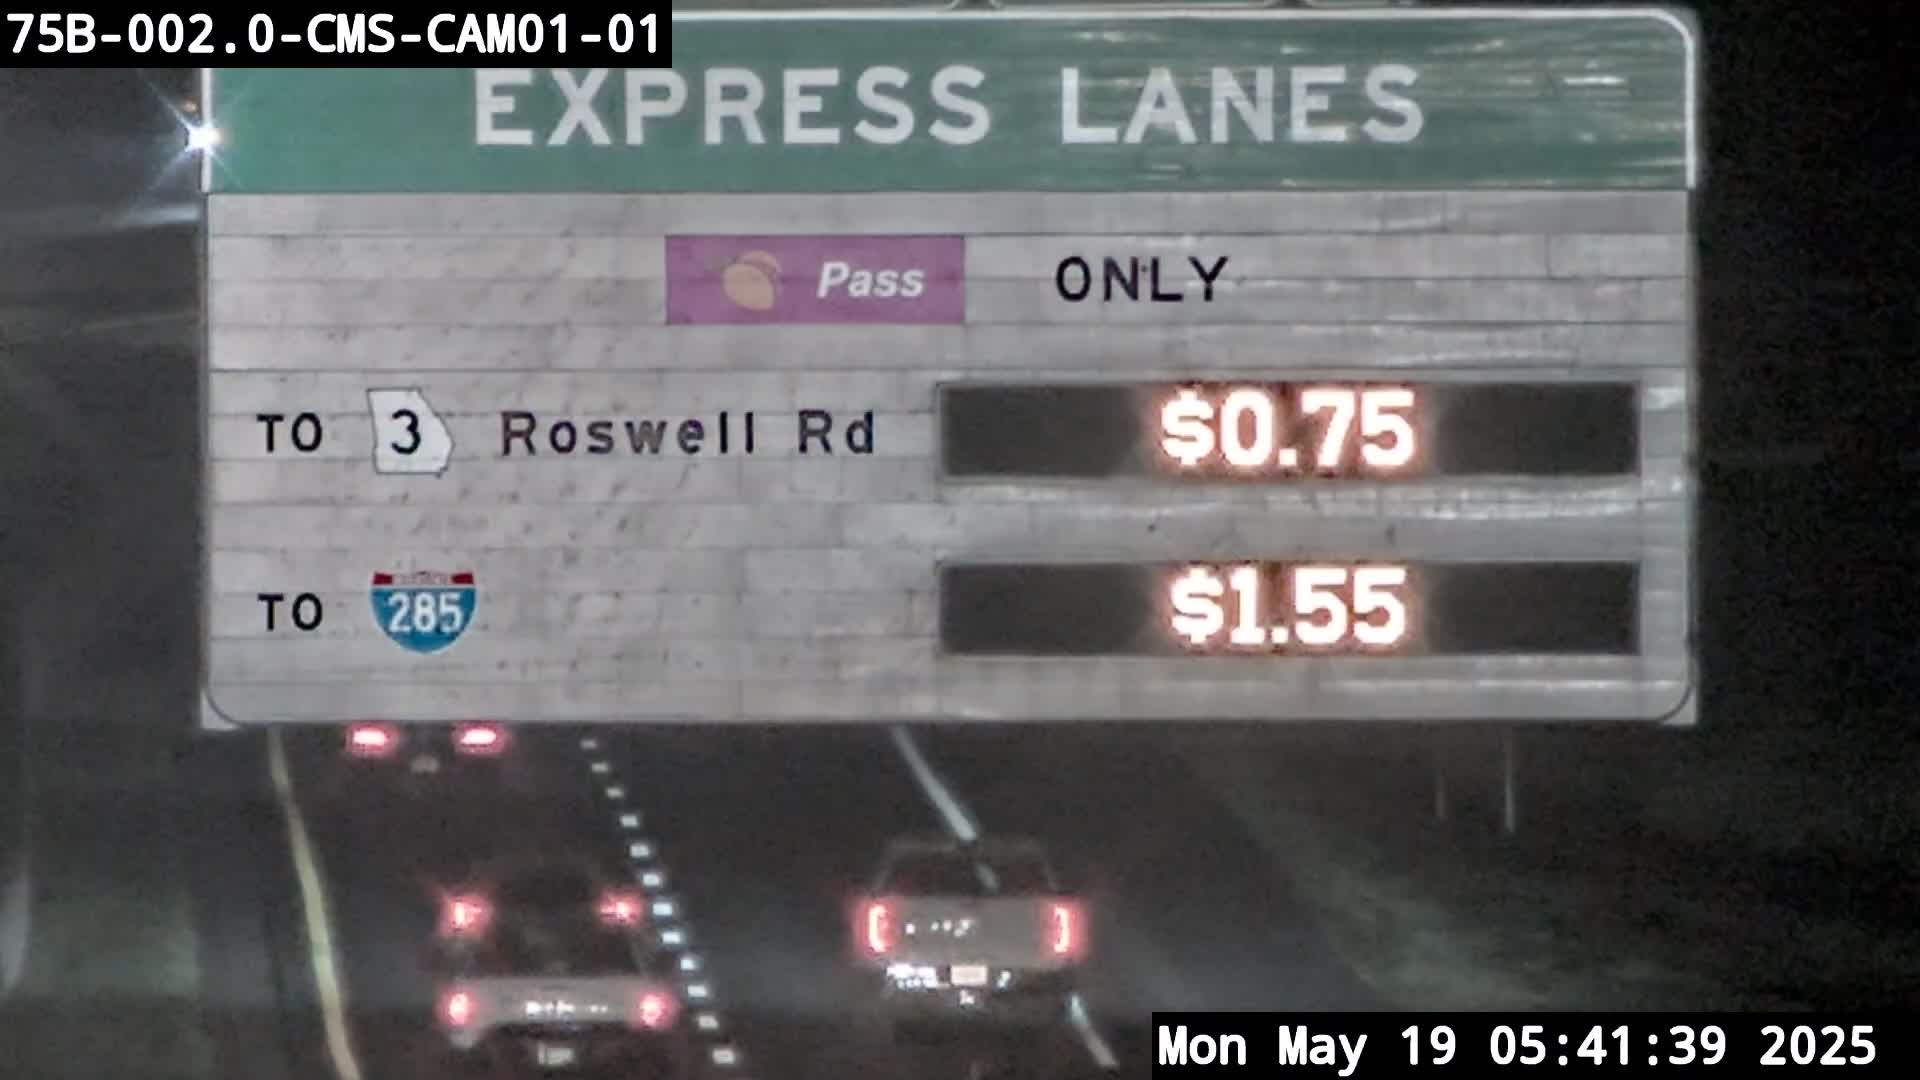 75B-002.0-CMS-CAM01-01
EXPRESS LANES
Pass ONLY
TO 3 Roswell Rd $0.75
TO 285 $1.55
Mon May 19 05:41:39 2025